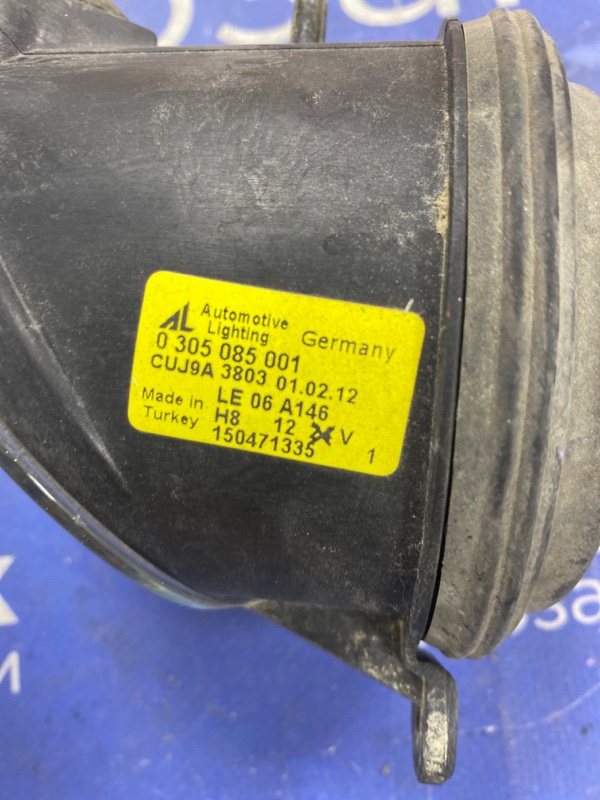 AL Automotive Lighting Germany
0 305 085 001
CUJ9A 3803 01.02.12
Made in Turkey LE 06 A146
H8 12 V
150471335 1